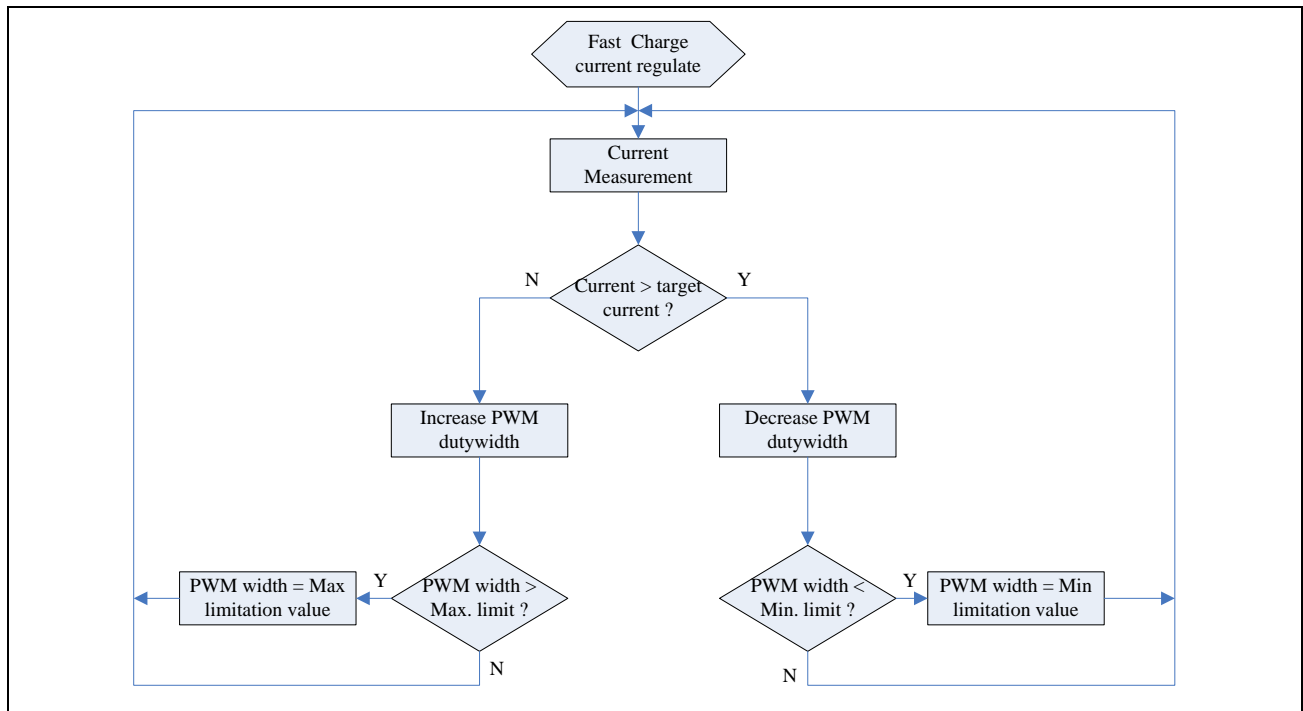 Fast Charge
current regulate
Current
Measurement
N
Y
Current > target
current ?
Increase PWM
dutywidth
Decrease PWM
dutywidth
PWM width = Max
limitation value
Y
PWM width >
Max. limit ?
N
PWM width <
Min. limit ?
Y
PWM width = Min
limitation value
N